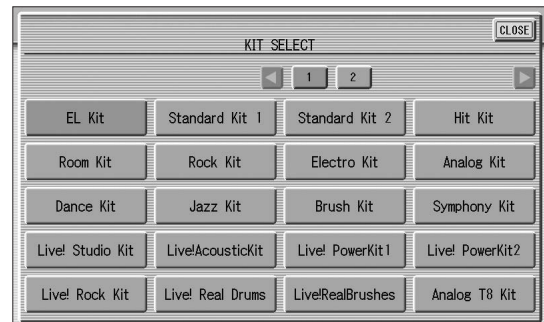 CLOSE
KIT SELECT
1 2
EL Kit Standard Kit 1 Standard Kit 2 Hit Kit
Room Kit Rock Kit Electro Kit Analog Kit
Dance Kit Jazz Kit Brush Kit Symphony Kit
Live! Studio Kit Live!AcousticKit Live! PowerKit1 Live! PowerKit2
Live! Rock Kit Live! Real Drums Live!RealBrushes Analog T8 Kit